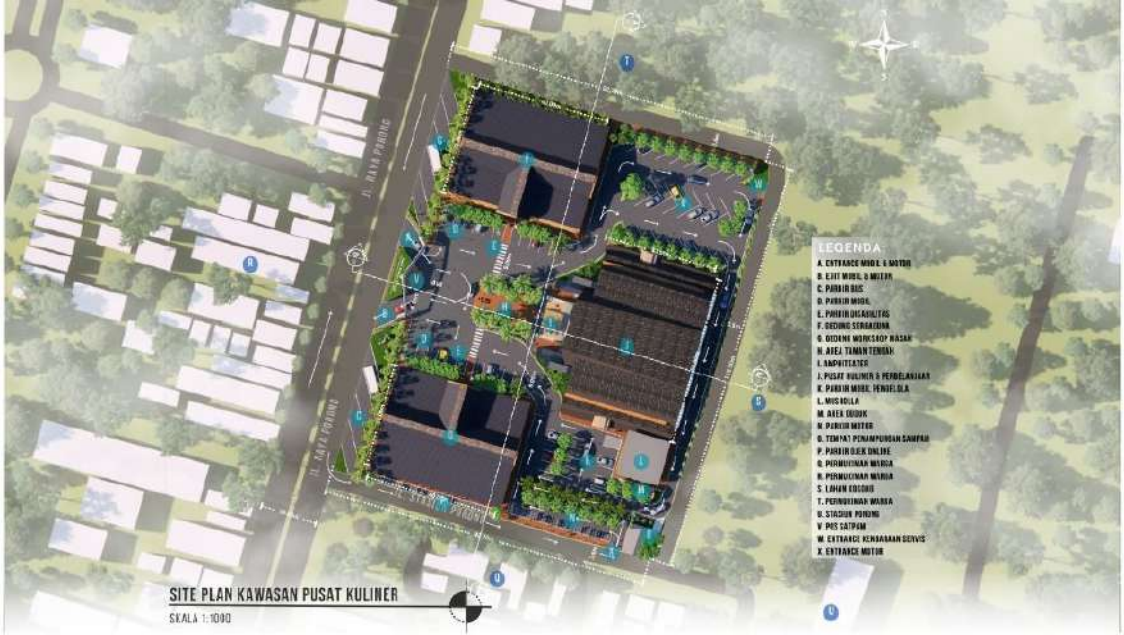 JL. RAYA PORONG
JL. RAYA PORONG
LEGENDA
A. ENTRANCE MOBIL & MOTOR
B. EXIT MOBIL & MOTOR
C. PARKIR BUS
D. PARKIR MOBIL
E. PARKIR DISABILITAS
F. GEDUNG SERBAGUNA
G. GEDUNG WORKSHOP MASAK
H. AREA TAMAN TENGAH
I. AMPHITEATER
J. PUSAT KULINER & PERBELANJAAN
K. PARKIR MOBIL PENGELOLA
L. MUSHOLLA
M. AREA DUDUK
N. PARKIR MOTOR
O. TEMPAT PENAMPUNGAN SAMPAH
P. PARKIR OJEK ONLINE
Q. PERMUKIMAN WARGA
R. PERMUKIMAN WARGA
S. LAHAN KOSONG
T. PERMUKIMAN WARGA
U. STASIUN PORONG
V. POS SATPAM
W. ENTRANCE KENDARAAN SERVIS
X. ENTRANCE MOTOR
T
R
S
W
V
B
D
D
E
H
L
M
N
Q
U
SITE PLAN KAWASAN PUSAT KULINER
SKALA 1:1000